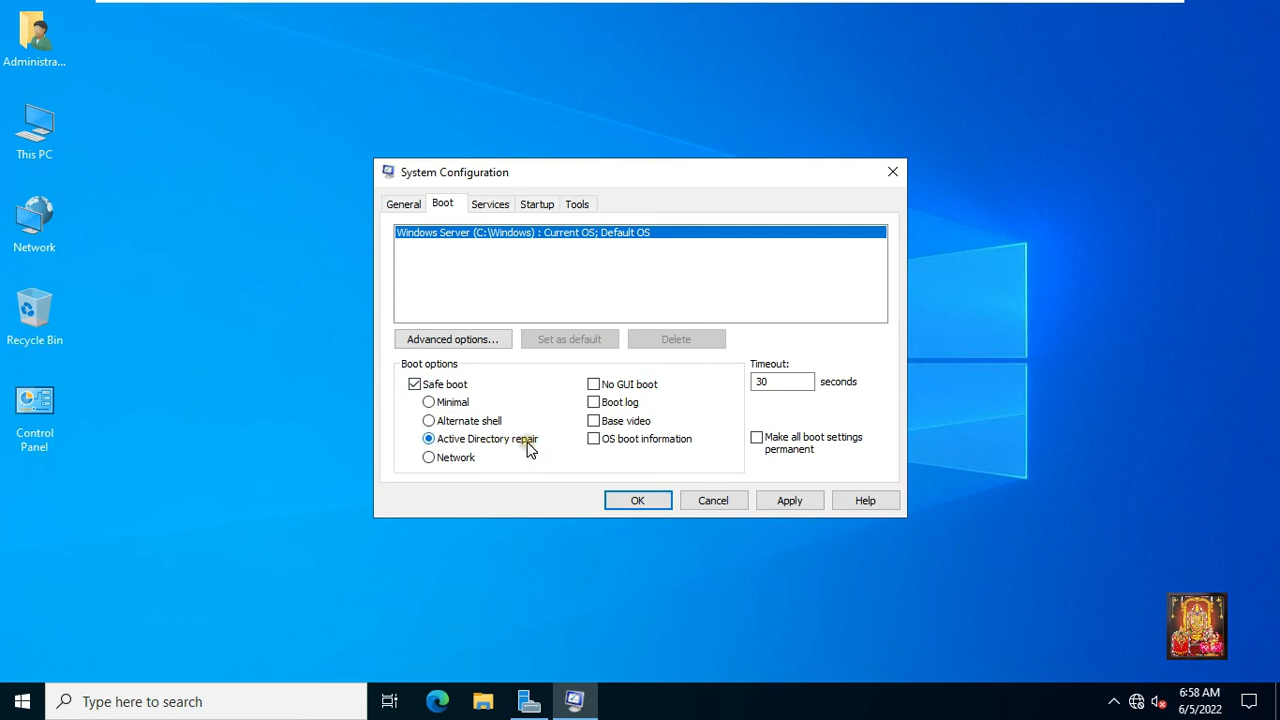 Administra...
This PC
Network
Recycle Bin
Control
Panel
System Configuration
General
Boot
Services
Startup
Tools
Windows Server (C:\Windows) : Current OS; Default OS
Advanced options...
Set as default
Delete
Boot options
Safe boot
Minimal
Alternate shell
Active Directory repair
Network
No GUI boot
Boot log
Base video
OS boot information
Timeout:
30 seconds
Make all boot settings
permanent
OK
Cancel
Apply
Help
Type here to search
6:58 AM
6/5/2022